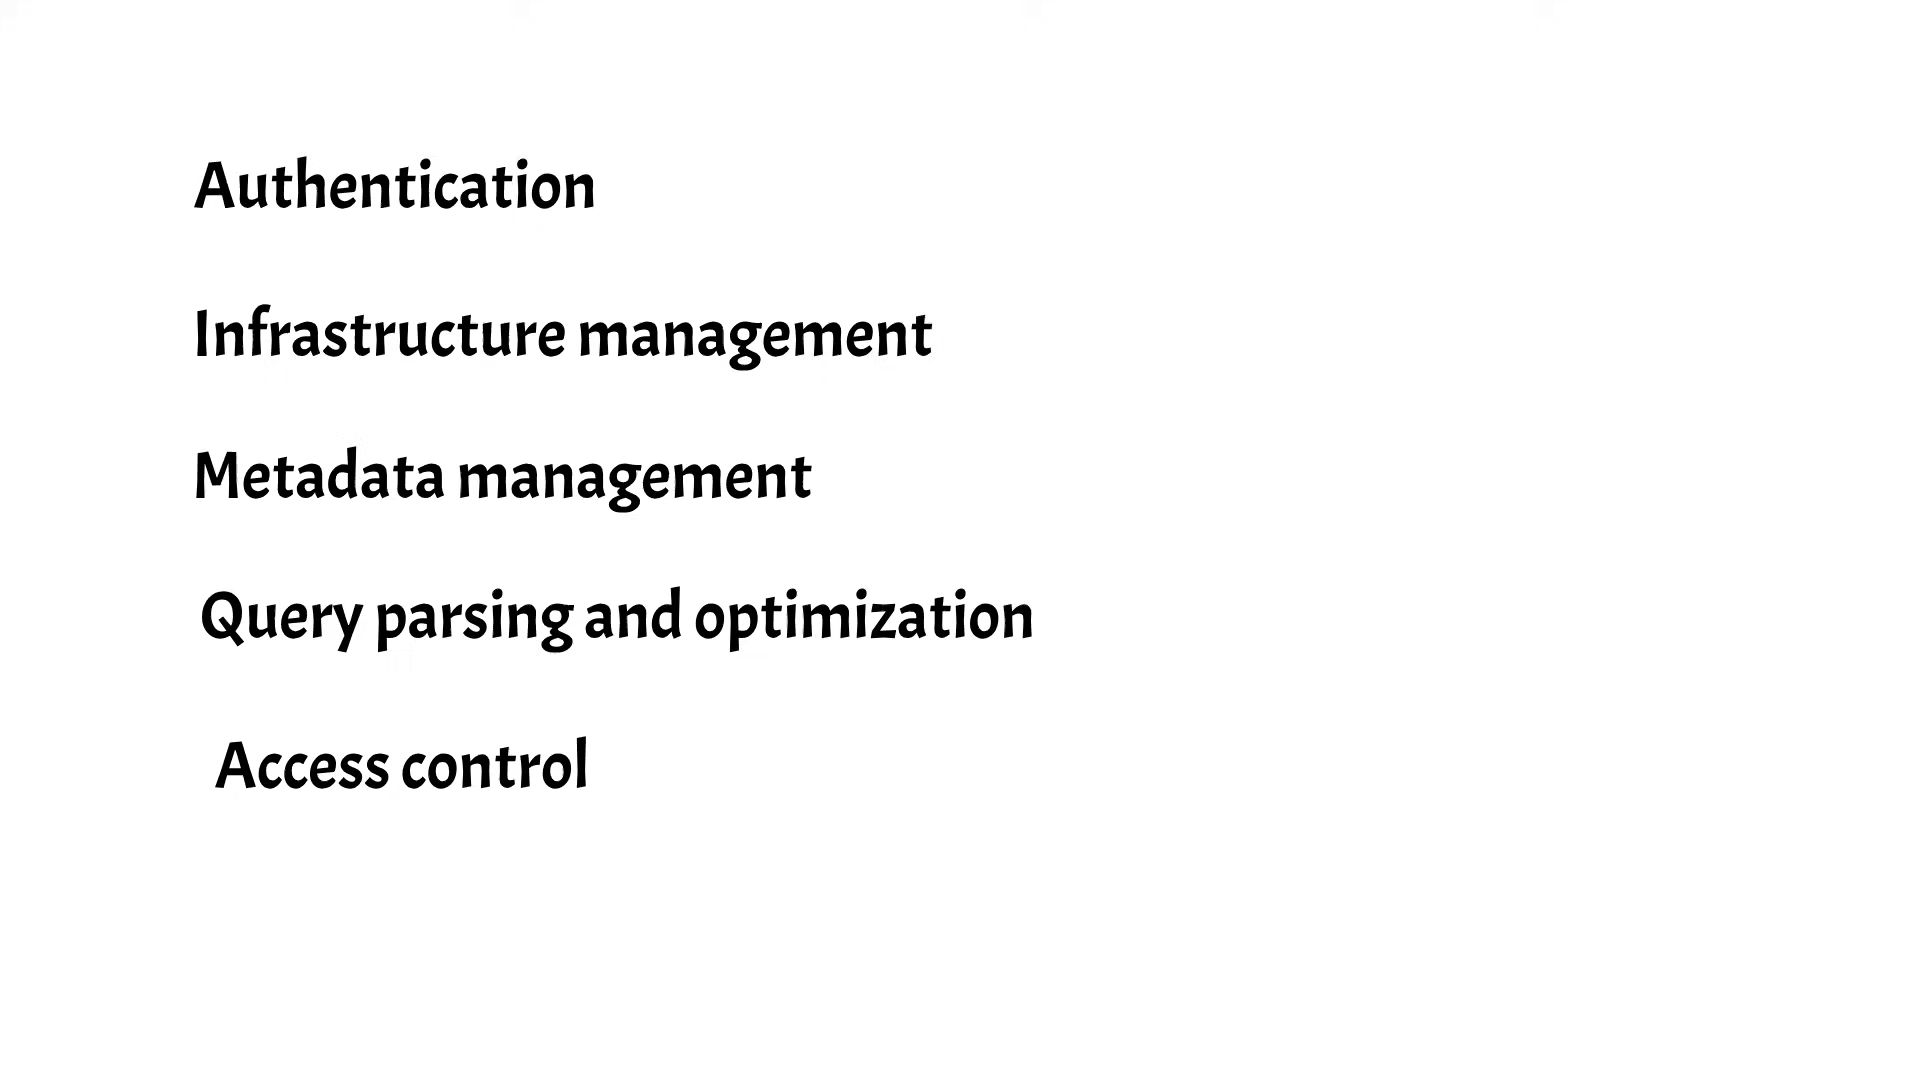 Authentication
Infrastructure management
Metadata management
Query parsing and optimization
Access control